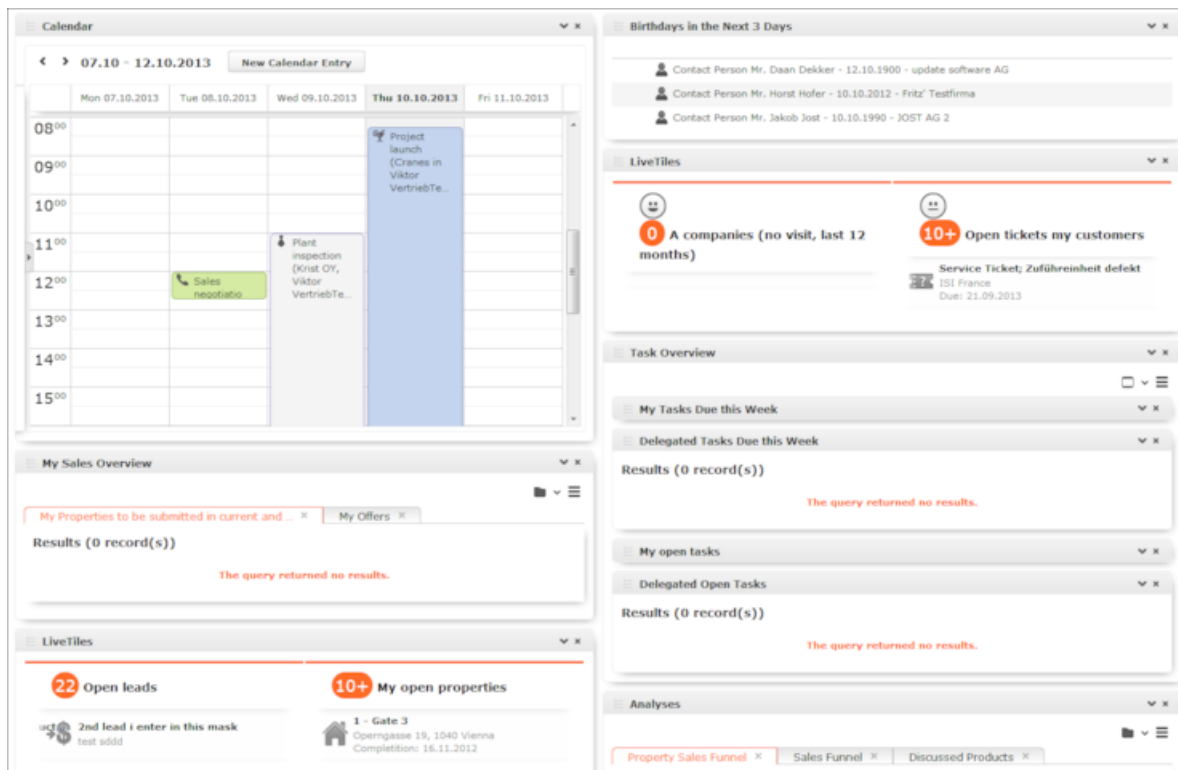 Calendar
07.10 - 12.10.2013 New Calendar Entry
Mon 07.10.2013 Tue 08.10.2013 Wed 09.10.2013 Thu 10.10.2013 Fri 11.10.2013
08⁰⁰
09⁰⁰
10⁰⁰
11⁰⁰
12⁰⁰
13⁰⁰
14⁰⁰
15⁰⁰
Sales
negotiatio
Plant
inspection
(Krist OY,
Viktor
VertriebTe...
Project
launch
(Cranes in
Viktor
VertriebTe...
My Sales Overview
My Properties to be submitted in current and ... My Offers
Results (0 record(s))
The query returned no results.
LiveTiles
22 Open leads
2nd lead i enter in this mask
test sddd
10+ My open properties
1 - Gate 3
Operngasse 19, 1040 Vienna
Completition: 16.11.2012
Birthdays in the Next 3 Days
Contact Person Mr. Daan Dekker - 12.10.1900 - update software AG
Contact Person Mr. Horst Hofer - 10.10.2012 - Fritz' Testfirma
Contact Person Mr. Jakob Jost - 10.10.1990 - JOST AG 2
LiveTiles
0 A companies (no visit, last 12
months)
10+ Open tickets my customers
Service Ticket; Zuführeinheit defekt
ISI France
Due: 21.09.2013
Task Overview
My Tasks Due this Week
Delegated Tasks Due this Week
Results (0 record(s))
The query returned no results.
My open tasks
Delegated Open Tasks
Results (0 record(s))
The query returned no results.
Analyses
Property Sales Funnel Sales Funnel Discussed Products